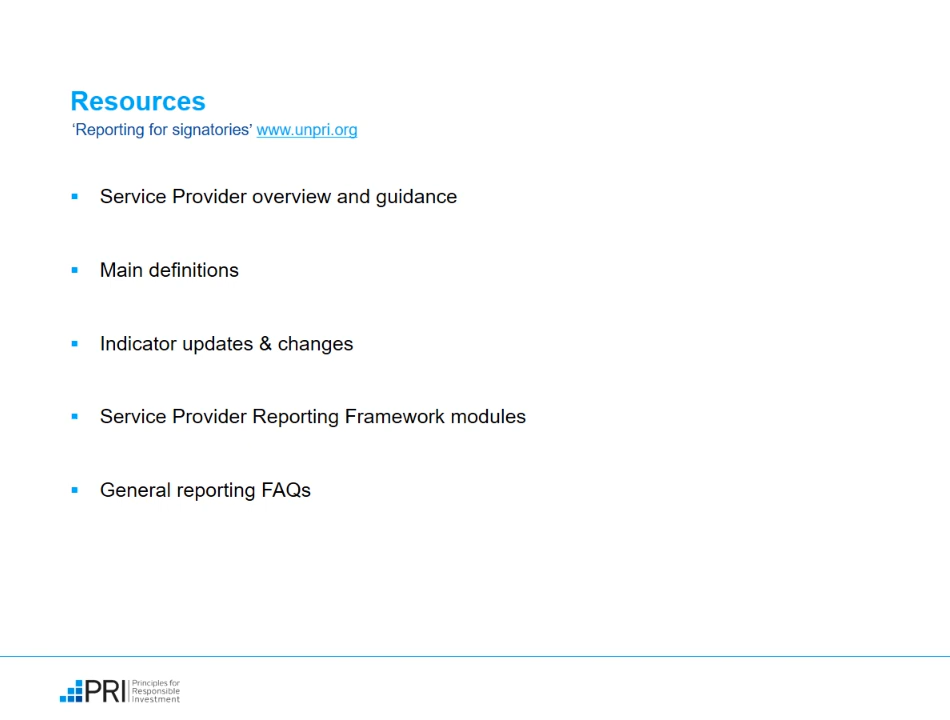 Resources
‘Reporting for signatories’ www.unpri.org
Service Provider overview and guidance
Main definitions
Indicator updates & changes
Service Provider Reporting Framework modules
General reporting FAQs
PRI
Principles for
Responsible
Investment